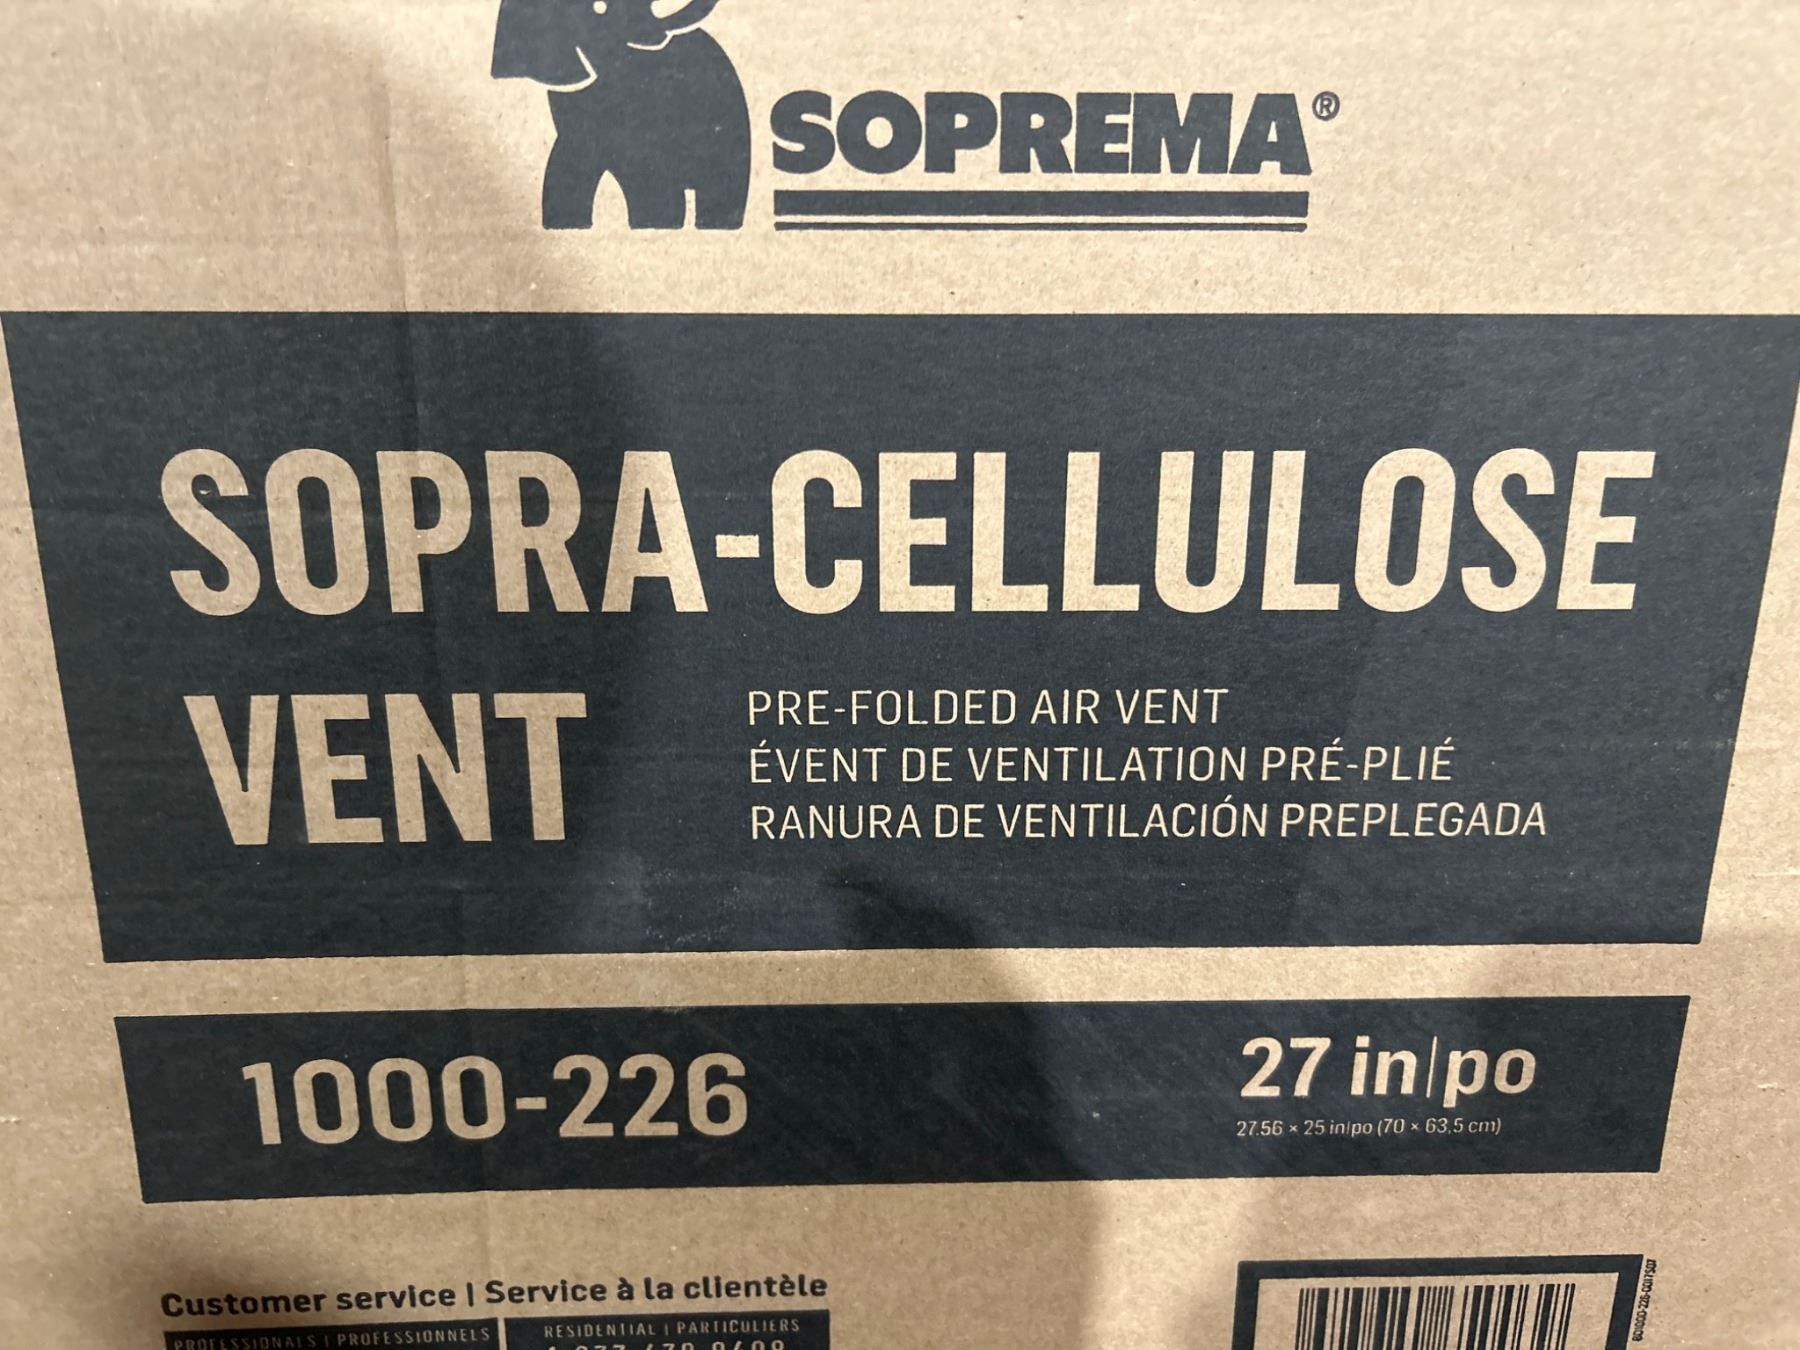 SOPREMA®
SOPRA-CELLULOSE
VENT
PRE-FOLDED AIR VENT
ÉVENT DE VENTILATION PRÉ-PLIÉ
RANURA DE VENTILACIÓN PREPLEGADA
1000-226
27 in|po
27.56 × 25 in|po (70 × 63,5 cm)
Customer service | Service à la clientèle
PROFESSIONALS | PROFESSIONNELS
RESIDENTIAL | PARTICULIERS